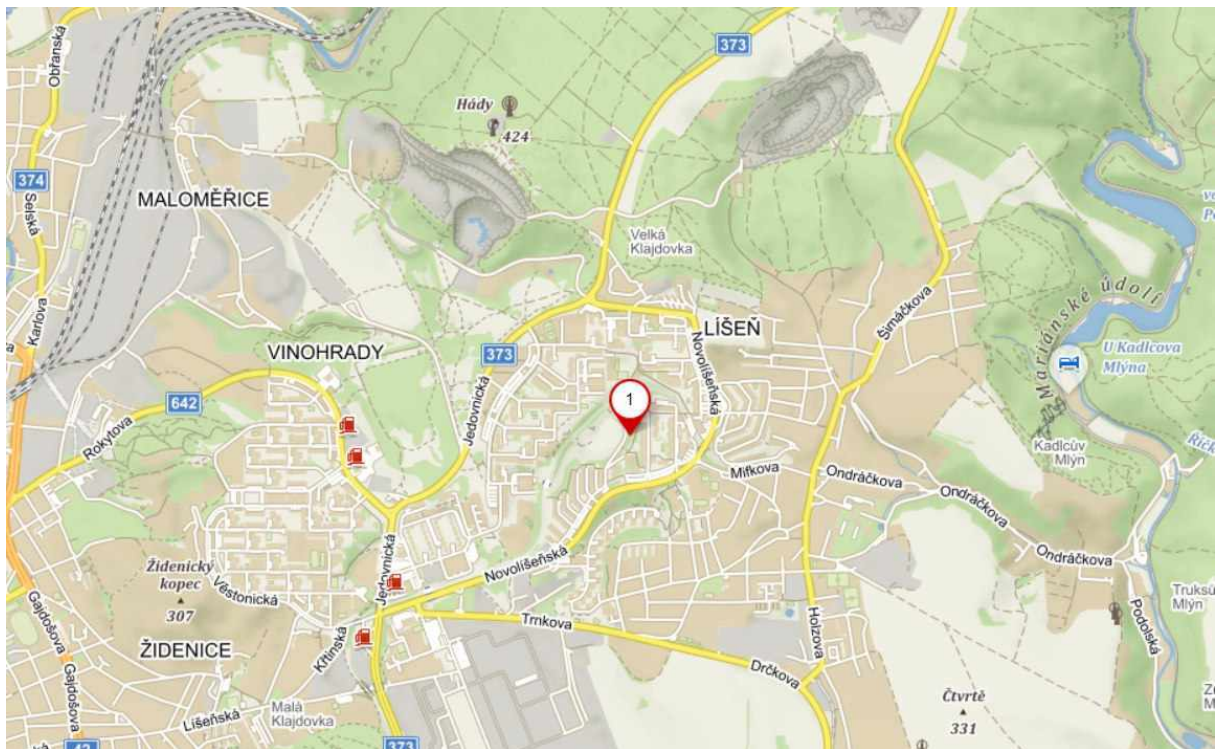 Obřanská
373
Hády
424
374
Selská
MALOMĚŘICE
Velká
Klajdovka
Mariánské údolí
Karlova
Šimáčkova
LÍŠEŇ
U Kadlcova
Mlýna
VINOHRADY
373
Jedovnická
Novolíšeňská
642
1
Rokytova
Kadlcův
Mlýn
Mifkova
Ondráčkova
Ondráčkova
Ondráčkova
Židenický
kopec
307
Věstonická
Jedovnická
Novolíšeňská
Gajdošova
Gajdošova
Trnkova
Holzova
Podolská
Mlýn
ŽIDENICE
Křtinská
Drčkova
Malá
Klajdovka
Líšeňská
Čtvrtě
331
373
42